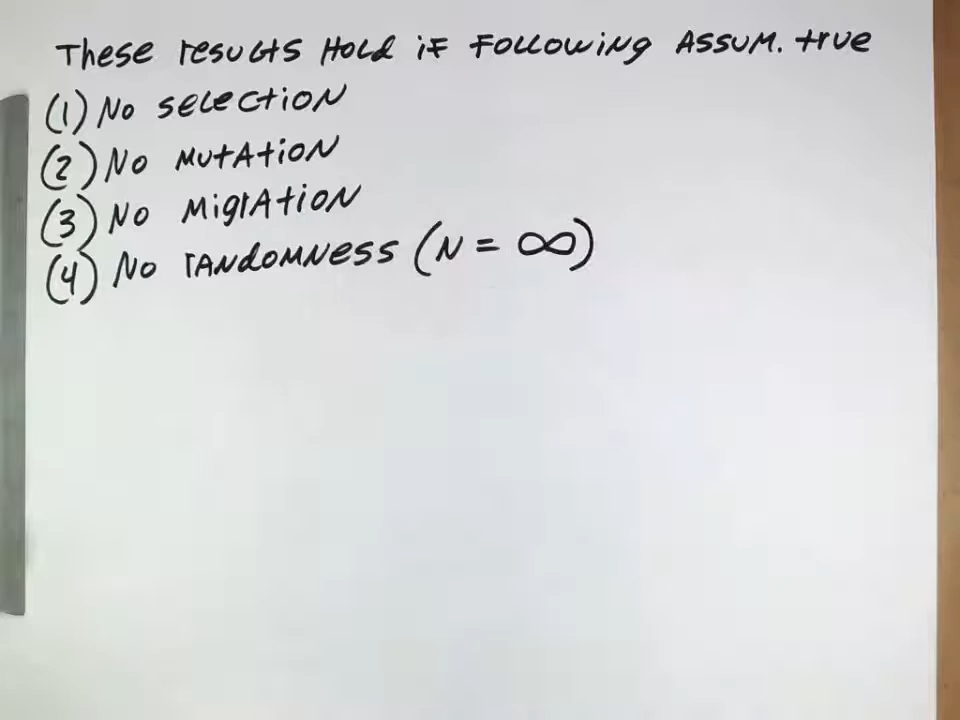 These results Hold if Following Assum. true
(1) No selection
(2) No Mutation
(3) No Migration
(4) No randomness (N = ∞)